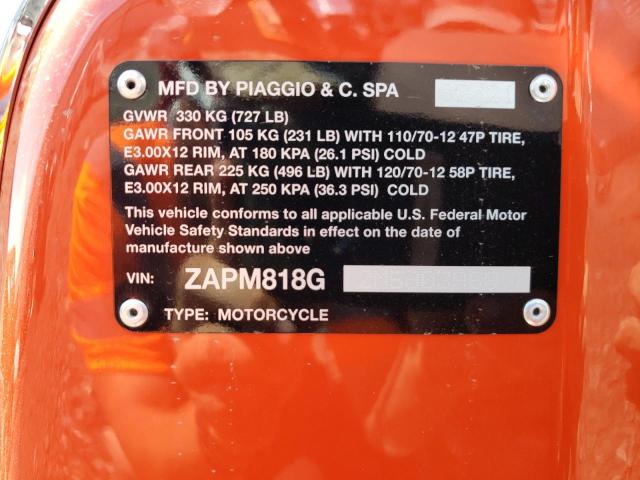 MFD BY PIAGGIO & C. SPA
GVWR 330 KG (727 LB)
GAWR FRONT 105 KG (231 LB) WITH 110/70-12 47P TIRE,
E3.00X12 RIM, AT 180 KPA (26.1 PSI) COLD
GAWR REAR 225 KG (496 LB) WITH 120/70-12 58P TIRE,
E3.00X12 RIM, AT 250 KPA (36.3 PSI) COLD
This vehicle conforms to all applicable U.S. Federal Motor
Vehicle Safety Standards in effect on the date of
manufacture shown above
VIN: ZAPM818G
TYPE: MOTORCYCLE